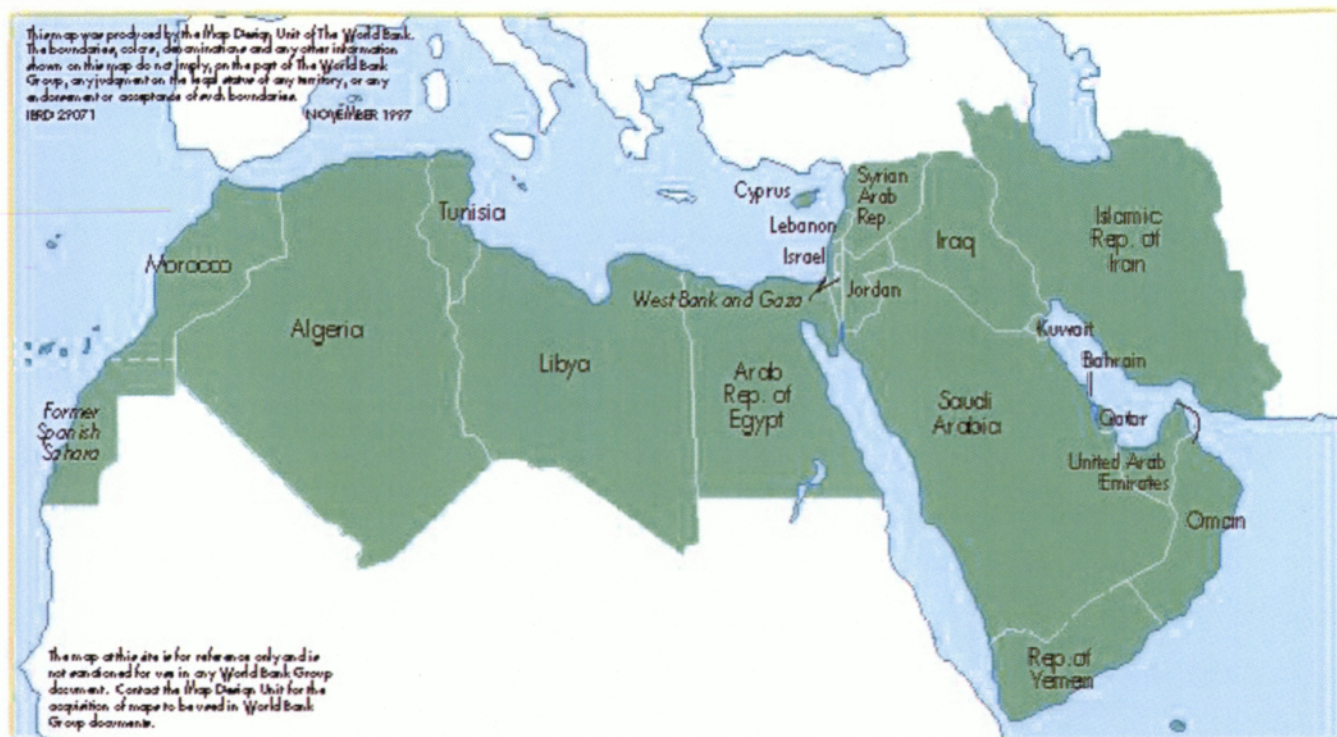 This map was produced by the Map Design Unit of The World Bank.
The boundaries, colors, denominations and any other information
shown on this map do not imply, on the part of The World Bank
Group, any judgment on the legal status of any territory, or any
endorsement or acceptance of such boundaries.
IBRD 29071 NOVEMBER 1997
Cyprus
Syrian
Arab
Rep.
Tunisia
Lebanon
Islamic
Rep. of
Iran
Iraq
Israel
Morocco
West Bank and Gaza
Jordan
Algeria
Kuwait
Libya
Bahrain
Arab
Rep. of
Egypt
Saudi
Arabia
Qatar
Former
Spanish
Sahara
United Arab
Emirates
Oman
Rep. of
Yemen
The map at this site is for reference only and is
not sanctioned for use in any World Bank Group
document. Contact the Map Design Unit for the
acquisition of maps to be used in World Bank
Group documents.